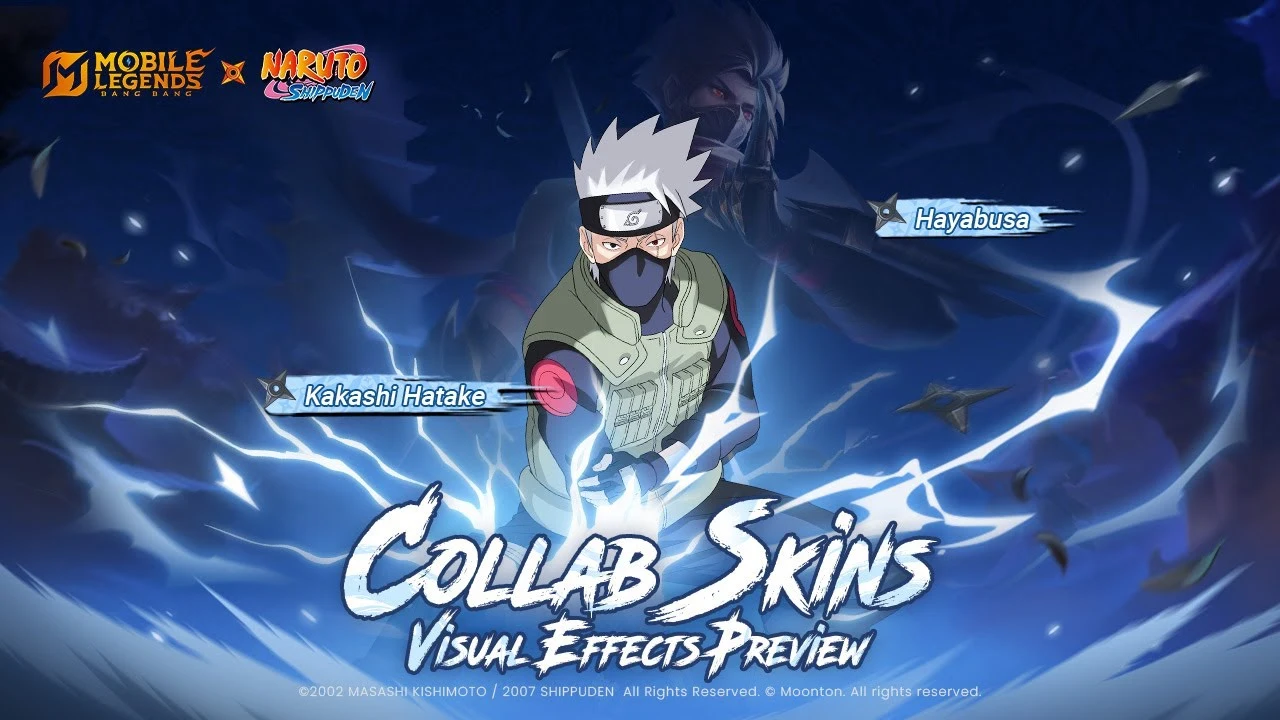 MOBILE LEGENDS
BANG BANG
NARUTO
SHIPPUDEN
Hayabusa
Kakashi Hatake
COLLAB SKINS
VISUAL EFFECTS PREVIEW
©2002 MASASHI KISHIMOTO / 2007 SHIPPUDEN All Rights Reserved. © Moonton. All rights reserved.